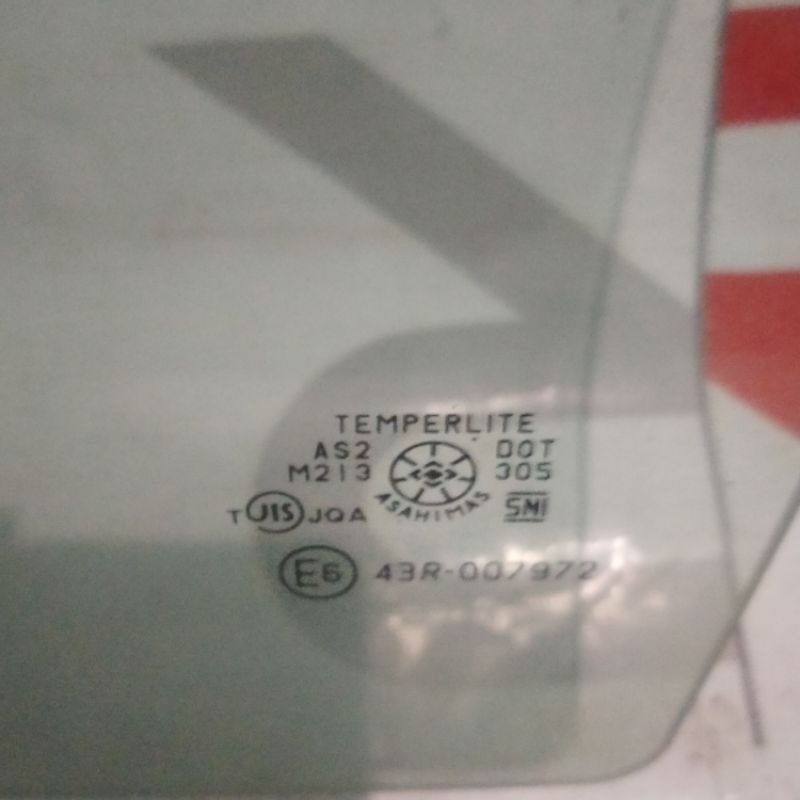 TEMPERLITE
AS2 DOT
M213 305
ASAHIMAS
T JIS JQA SNI
E6 43R-007972